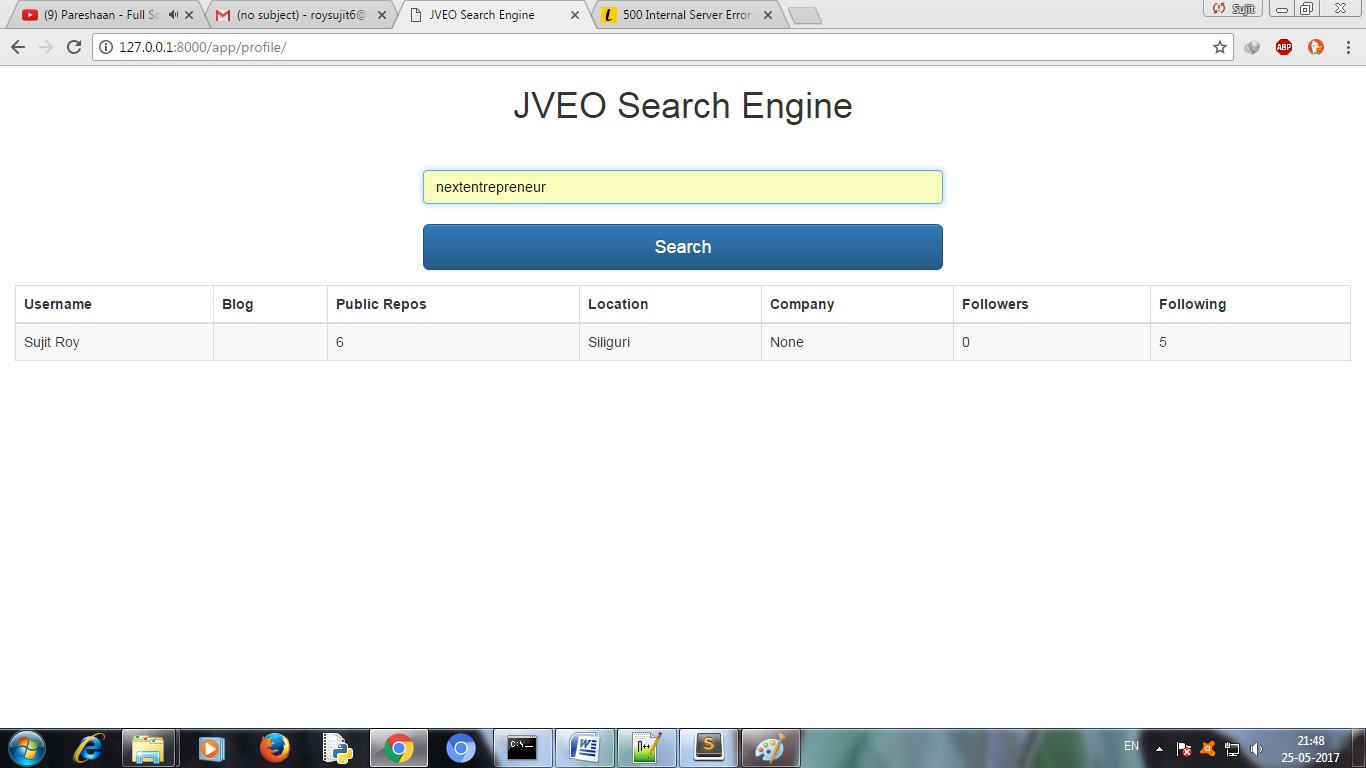 (9) Pareshaan - Full Sc
(no subject) - roysujit6@
JVEO Search Engine
500 Internal Server Error
Sujit
127.0.0.1:8000/app/profile/
ABP
JVEO Search Engine
nextentrepreneur
Search
Username Blog Public Repos Location Company Followers Following
Sujit Roy 6 Siliguri None 0 5
EN
21:48
25-05-2017